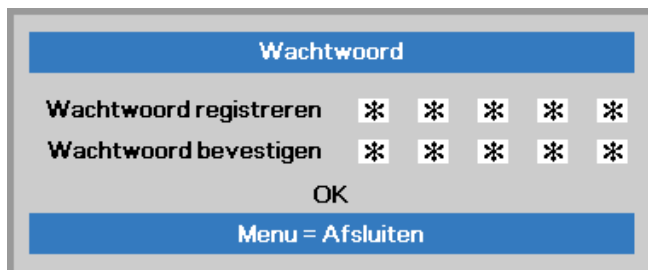 Wachtwoord
Wachtwoord registreren * * * * *
Wachtwoord bevestigen * * * * *
OK
Menu = Afsluiten